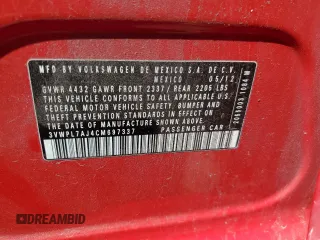 MFD BY VOLKSWAGEN DE MEXICO S.A. DE C.V.
MEXICO 05/12
GVWR 4432 GAWR FRONT 2337/ REAR 2205 LBS
THIS VEHICLE CONFORMS TO ALL APPLICABLE U.S.
FEDERAL MOTOR VEHICLE SAFETY, BUMPER AND
THEFT PREVENTION STANDARDS IN EFFECT ON THE
DATE OF MANUFACTURE SHOWN ABOVE.
3VWPL7AJ4CM697337 PASSENGER CAR
DREAMBID